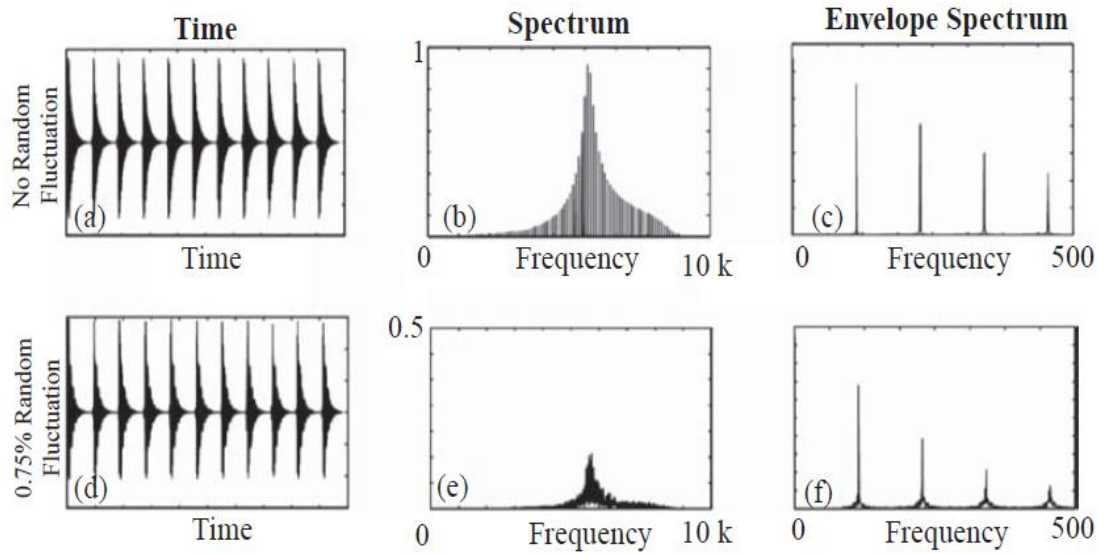 Time
Spectrum
Envelope Spectrum
No Random
Fluctuation
(a)
Time
1
(b)
0
Frequency
10 k
(c)
0
Frequency
500
0.75% Random
Fluctuation
(d)
Time
0.5
(e)
0
Frequency
10 k
(f)
0
Frequency
500